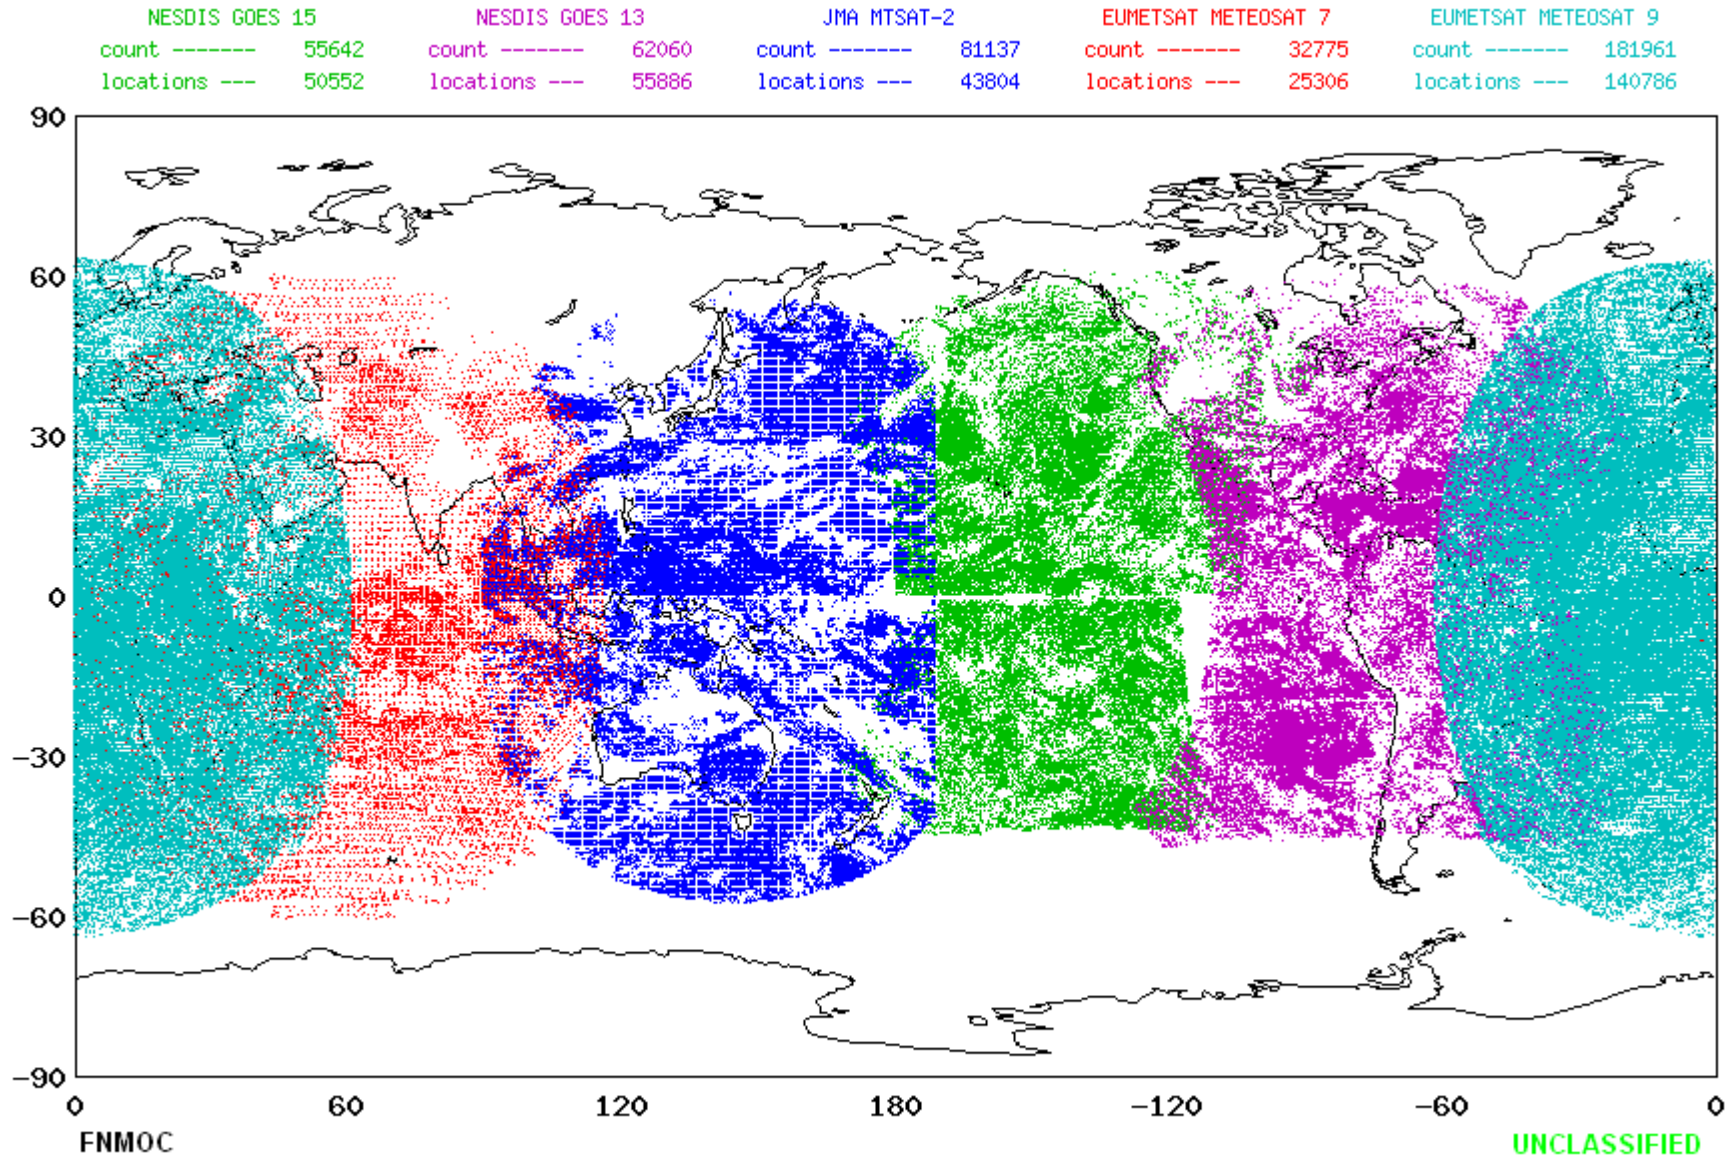 NESDIS GOES 15 NESDIS GOES 13 JMA MTSAT-2 EUMETSAT METEOSAT 7 EUMETSAT METEOSAT 9
count ------- 55642 count ------- 62060 count ------- 81137 count ------- 32775 count ------- 181961
locations --- 50552 locations --- 55886 locations --- 43804 locations --- 25306 locations --- 140786
90
60
30
0
-30
-60
-90
0 60 120 180 -120 -60 0
FNMOC UNCLASSIFIED